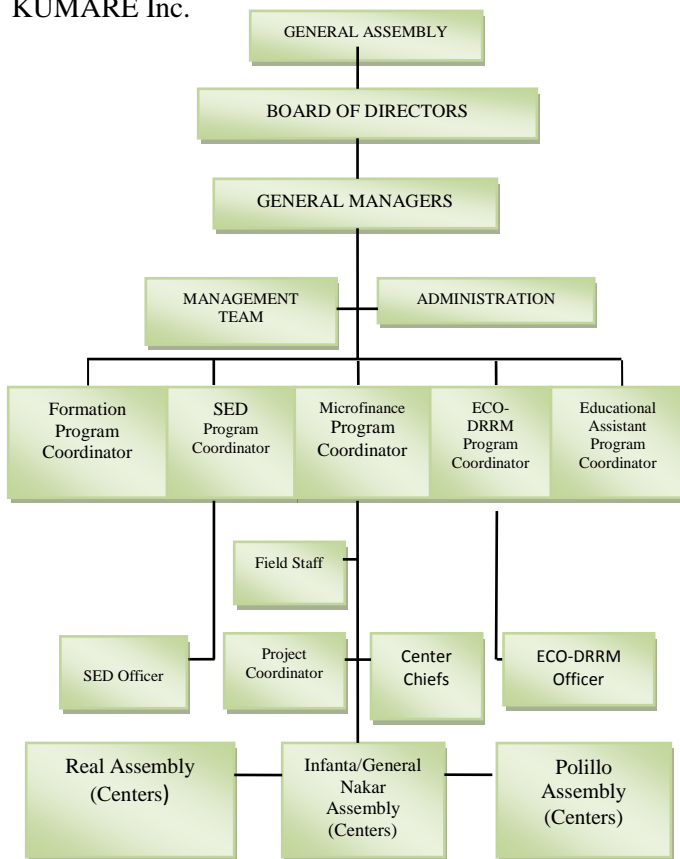 KUMARE Inc.
GENERAL ASSEMBLY
BOARD OF DIRECTORS
GENERAL MANAGERS
MANAGEMENT
TEAM
ADMINISTRATION
Formation
Program
Coordinator
SED
Program
Coordinator
Microfinance
Program
Coordinator
ECO-
DRRM
Program
Coordinator
Educational
Assistant
Program
Coordinator
Field Staff
SED Officer
Project
Coordinator
Center
Chiefs
ECO-DRRM
Officer
Real Assembly
(Centers)
Infanta/General
Nakar
Assembly
(Centers)
Polillo
Assembly
(Centers)